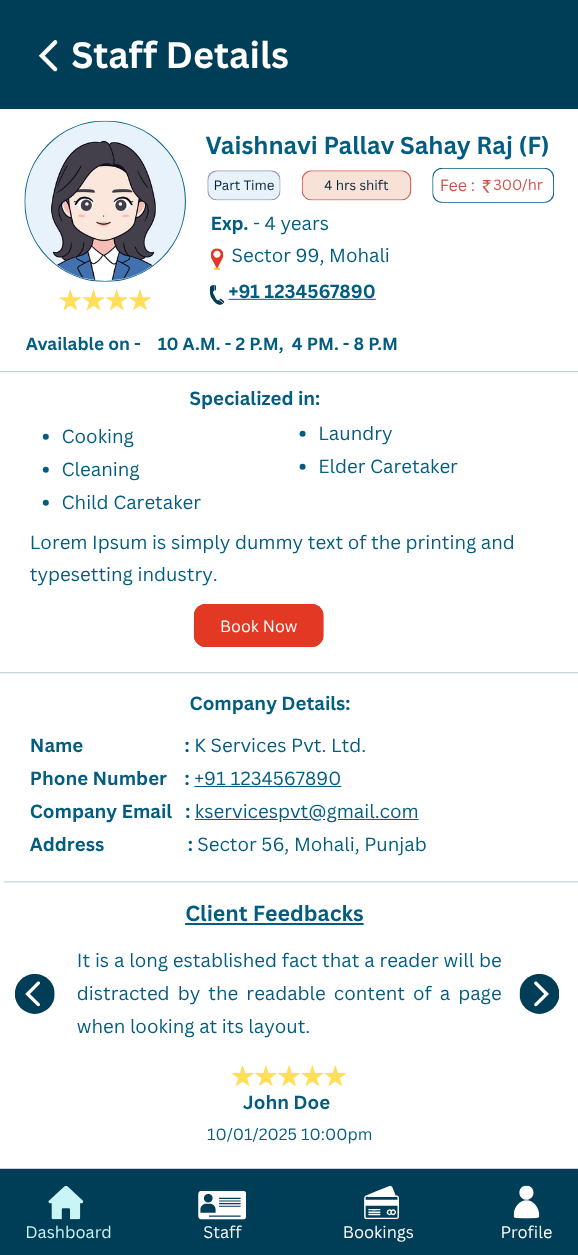 Staff Details
Vaishnavi Pallav Sahay Raj (F)
Part Time
4 hrs shift
Fee : ₹300/hr
Exp. - 4 years
Sector 99, Mohali
+91 1234567890
Available on - 10 A.M. - 2 P.M, 4 PM. - 8 P.M
Specialized in:
• Cooking
• Cleaning
• Child Caretaker
• Laundry
• Elder Caretaker
Lorem Ipsum is simply dummy text of the printing and
typesetting industry.
Book Now
Company Details:
Name : K Services Pvt. Ltd.
Phone Number : +91 1234567890
Company Email : kservicespvt@gmail.com
Address : Sector 56, Mohali, Punjab
Client Feedbacks
It is a long established fact that a reader will be
distracted by the readable content of a page
when looking at its layout.
John Doe
10/01/2025 10:00pm
Dashboard
Staff
Bookings
Profile